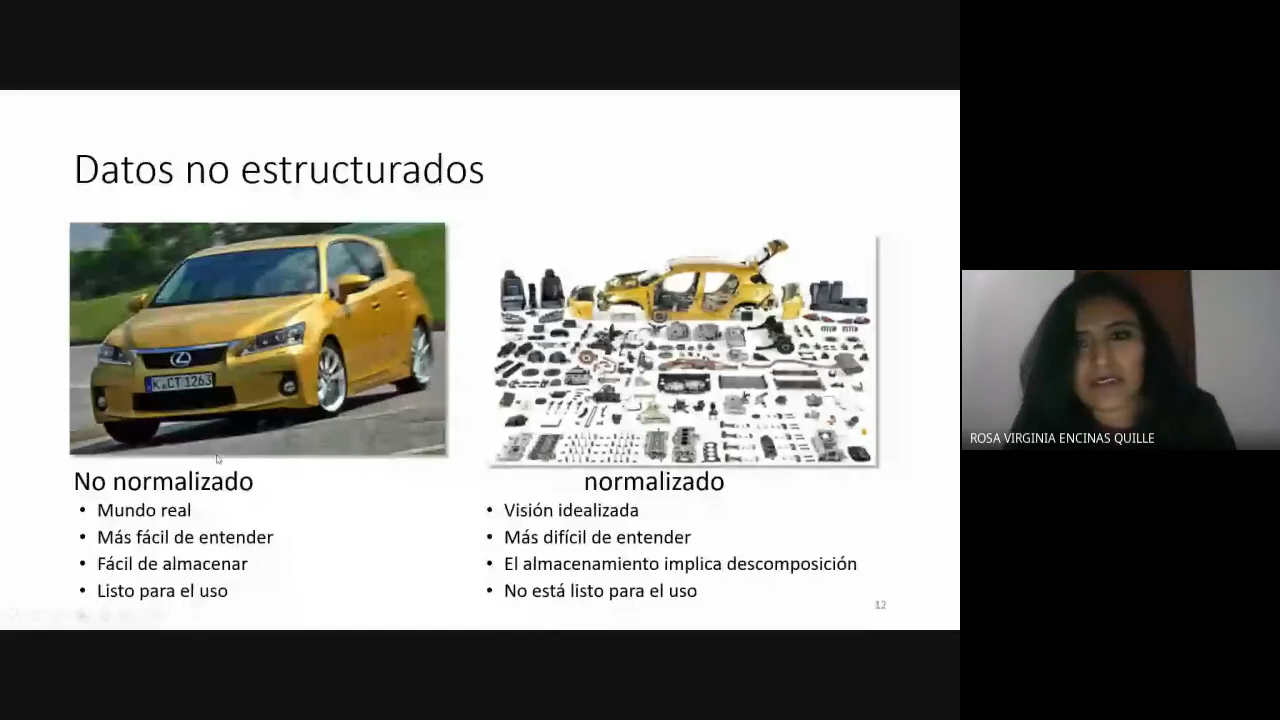 Datos no estructurados
K CT 1263
No normalizado
• Mundo real
• Más fácil de entender
• Fácil de almacenar
• Listo para el uso
normalizado
• Visión idealizada
• Más difícil de entender
• El almacenamiento implica descomposición
• No está listo para el uso
12
ROSA VIRGINIA ENCINAS QUILLE